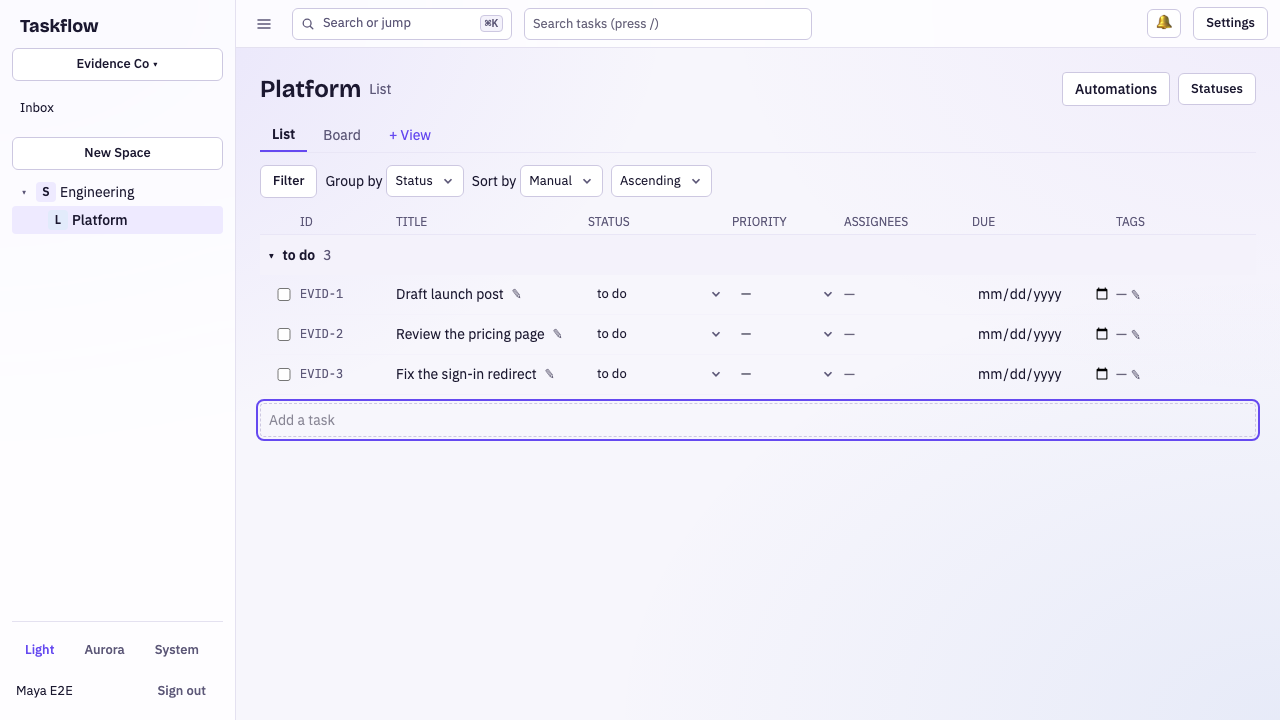 Taskflow
Evidence Co ▾
Inbox
New Space
▾ S Engineering
L Platform
Light Aurora System
Maya E2E Sign out
Search or jump ⌘K
Search tasks (press /)
Settings
Platform List
Automations Statuses
List Board + View
Filter Group by Status Sort by Manual Ascending
ID TITLE STATUS PRIORITY ASSIGNEES DUE TAGS
▾ to do 3
EVID-1 Draft launch post ✎ to do — — mm/dd/yyyy — ✎
EVID-2 Review the pricing page ✎ to do — — mm/dd/yyyy — ✎
EVID-3 Fix the sign-in redirect ✎ to do — — mm/dd/yyyy — ✎
Add a task